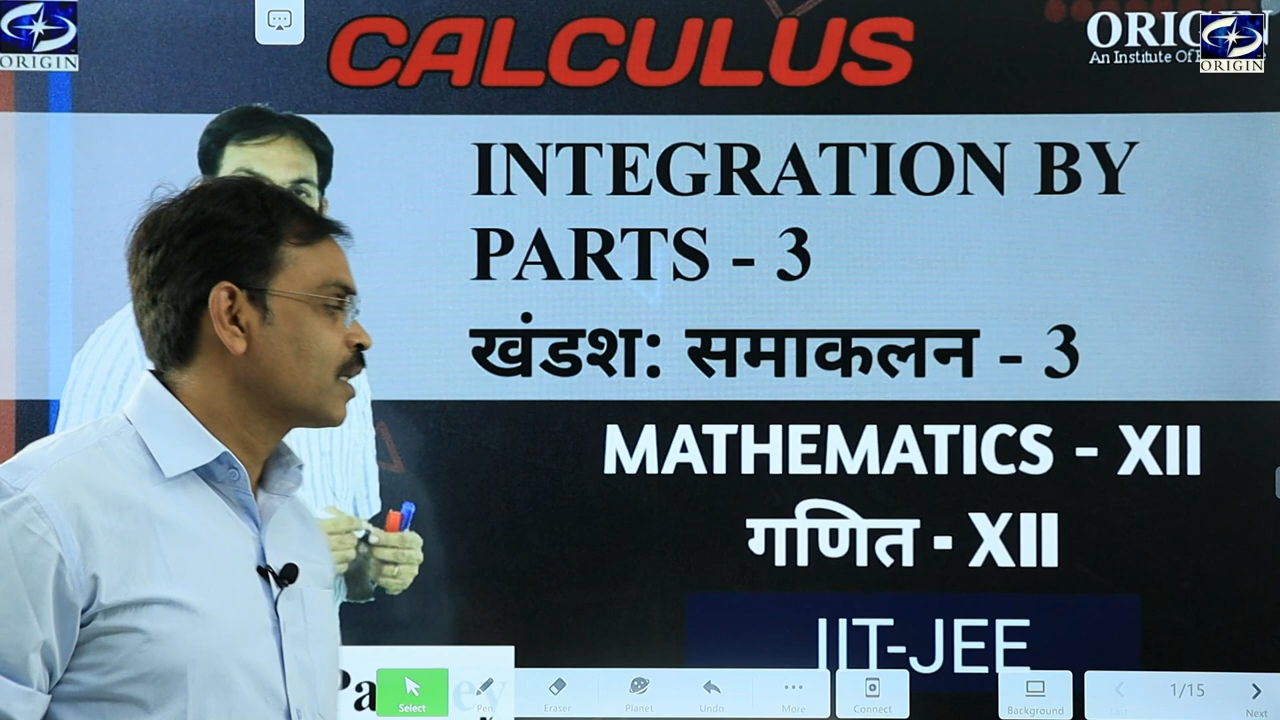 ORIGIN
CALCULUS
ORIGIN
An Institute Of
ORIGIN
INTEGRATION BY
PARTS - 3
खंडश: समाकलन - 3
MATHEMATICS - XII
गणित - XII
IIT-JEE
Select
Pen
Eraser
Planet
Undo
More
Connect
Background
Last
1/15
Next